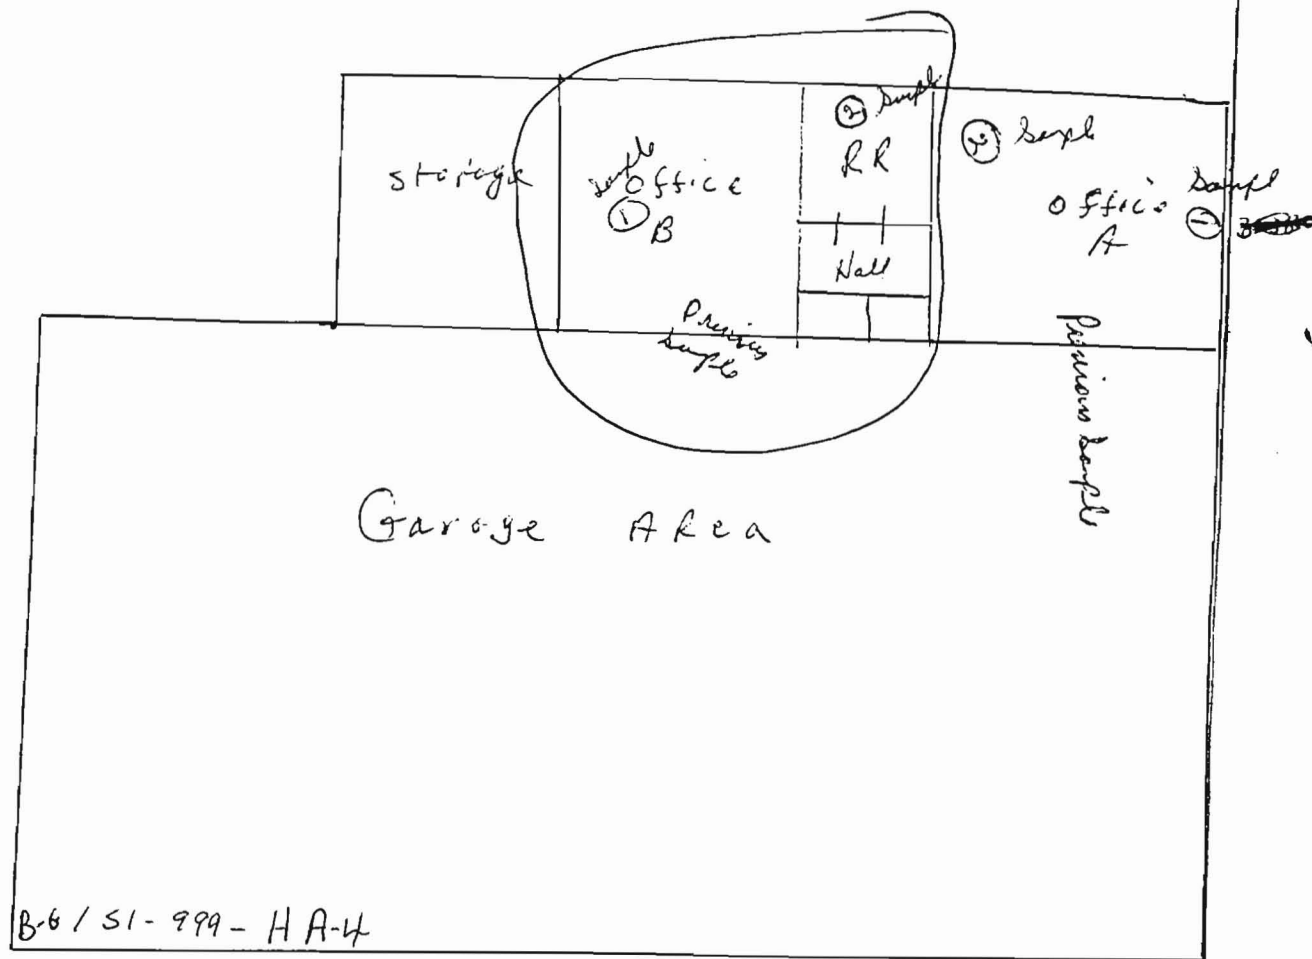 ② Sample
② Sample
storage
Sample
Office
① B
RR
Office
A
Sample
①
Hall
Previous
Sample
Previous Sample
Garage Area
B-6 / S1-999-HA-4